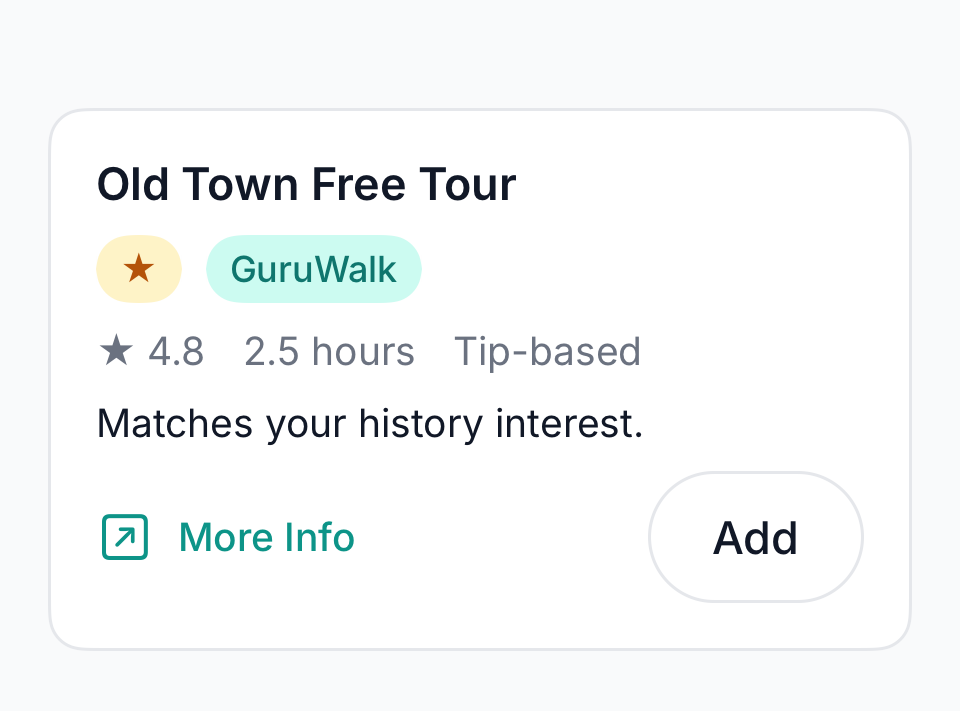 Old Town Free Tour
★ GuruWalk
★ 4.8 2.5 hours Tip-based
Matches your history interest.
More Info Add